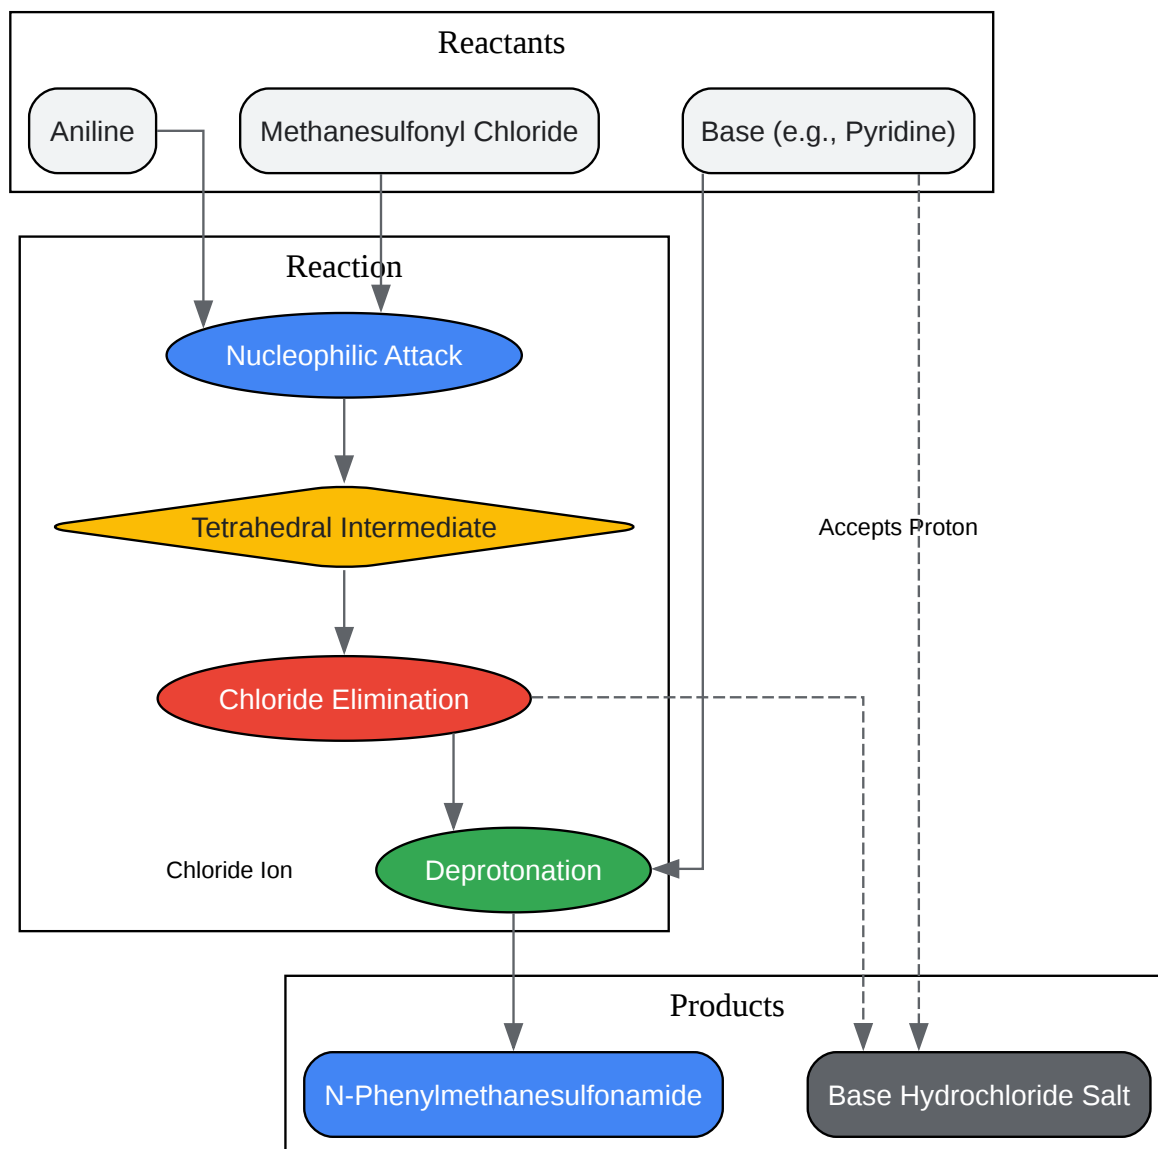 Reactants
Aniline
Methanesulfonyl Chloride
Base (e.g., Pyridine)
Reaction
Nucleophilic Attack
Tetrahedral Intermediate
Accepts Proton
Chloride Elimination
Chloride Ion
Deprotonation
Products
N-Phenylmethanesulfonamide
Base Hydrochloride Salt